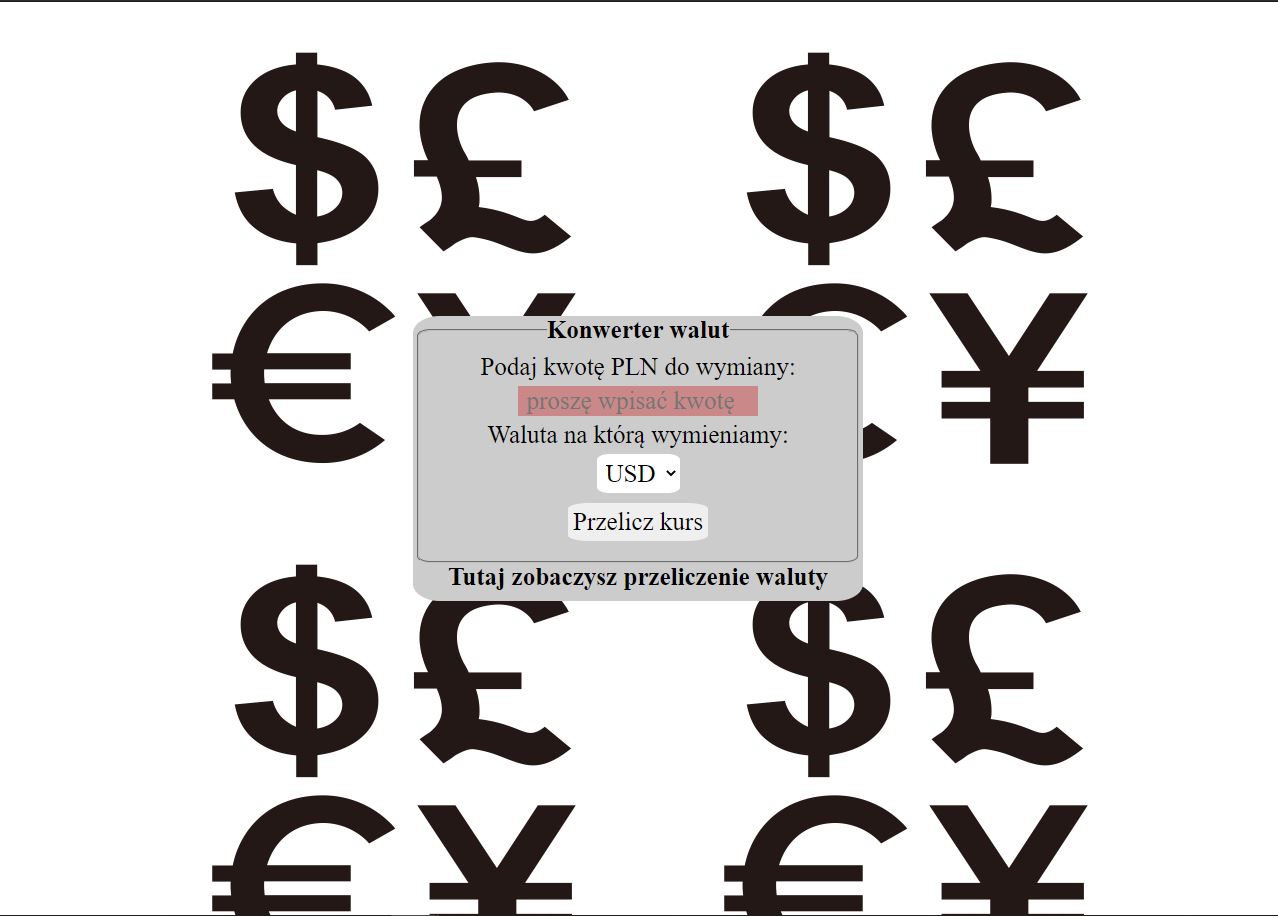 $ £ $ £
€ ¥ € ¥
Konwerter walut
Podaj kwotę PLN do wymiany:
proszę wpisać kwotę
Waluta na którą wymieniamy:
USD
Przelicz kurs
Tutaj zobaczysz przeliczenie waluty
$ £ $ £
€ ¥ € ¥